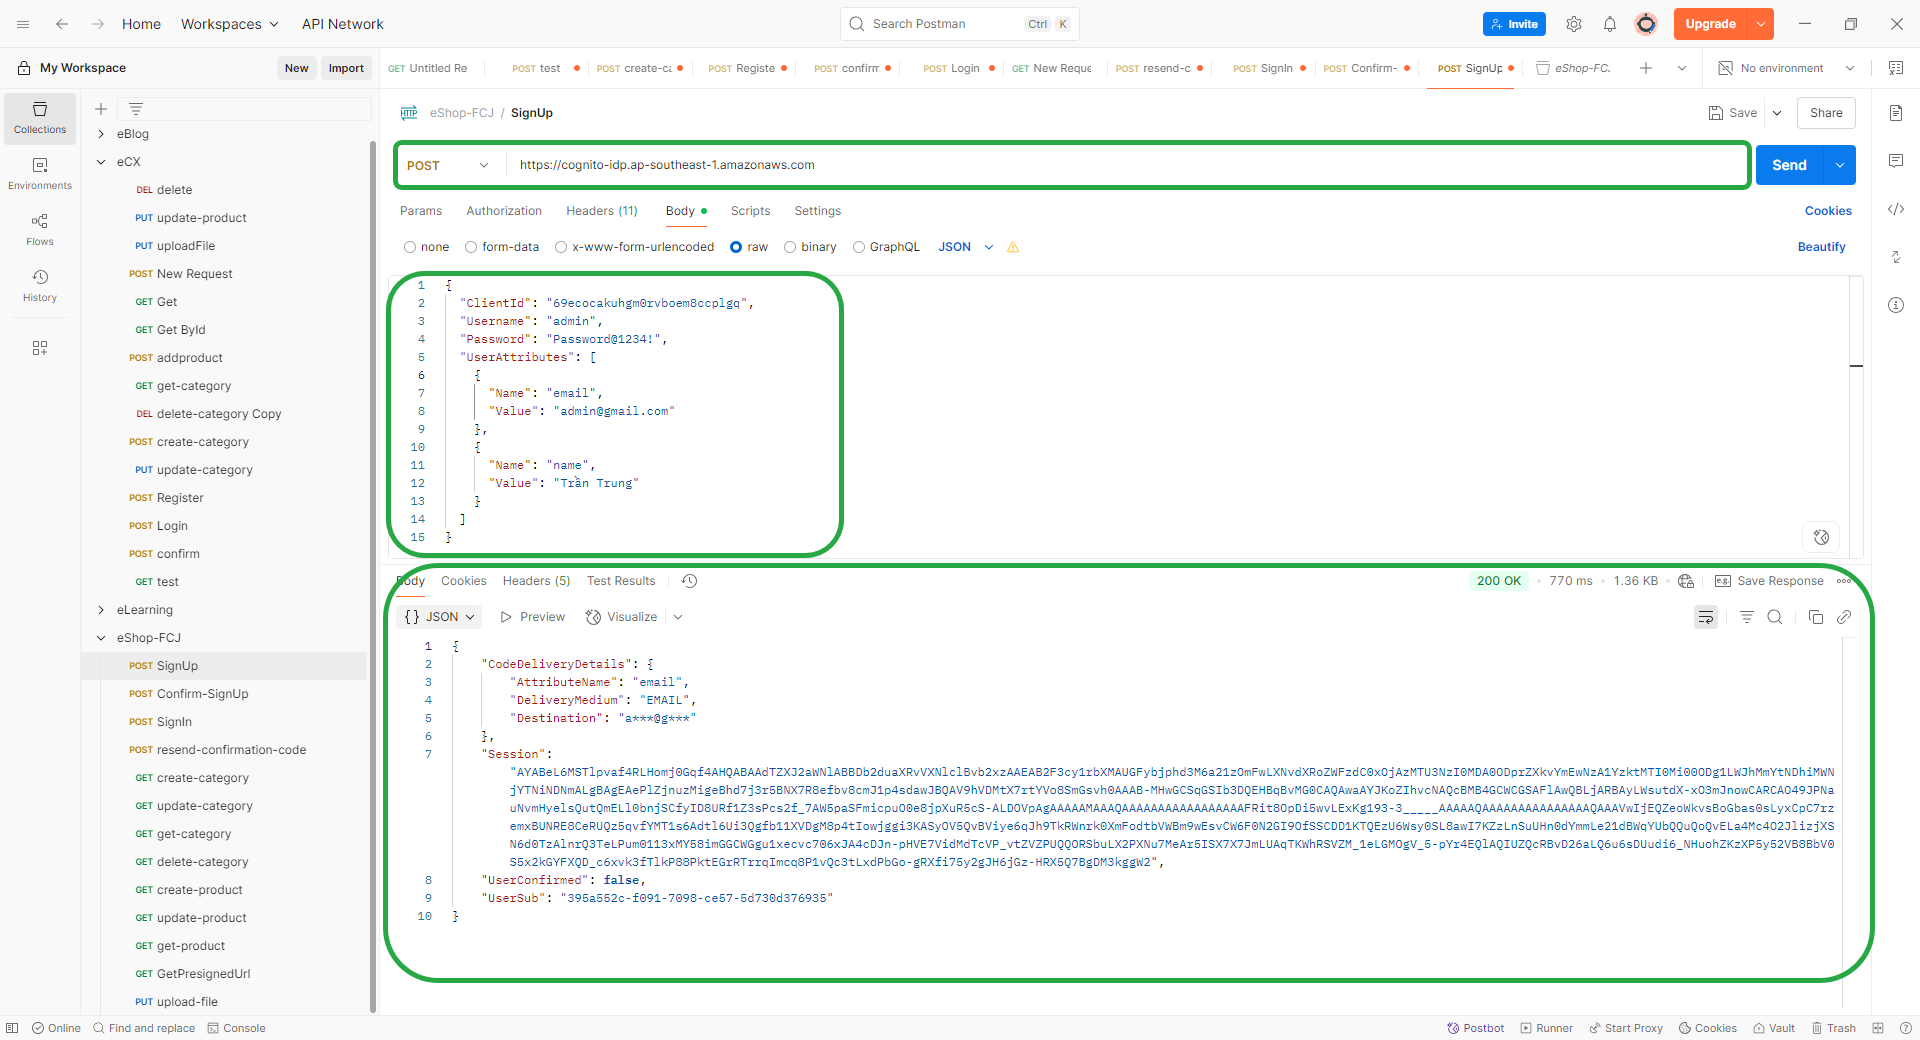 Home Workspaces API Network Search Postman Ctrl K Invite Upgrade
My Workspace New Import GET Untitled Re POST test POST create-ca POST Registe POST confirm POST Login GET New Reque POST resend-c POST SignIn POST Confirm- POST SignUp eShop-FC. No environment
Collections
Environments
Flows
History
eBlog
eCX
DEL delete
PUT update-product
PUT uploadFile
POST New Request
GET Get
GET Get ById
POST addproduct
GET get-category
DEL delete-category Copy
POST create-category
PUT update-category
POST Register
POST Login
POST confirm
GET test
eLearning
eShop-FCJ
POST SignUp
POST Confirm-SignUp
POST SignIn
POST resend-confirmation-code
GET create-category
GET update-category
GET get-category
GET delete-category
GET create-product
GET update-product
GET get-product
GET GetPresignedUrl
PUT upload-file
HTTP eShop-FCJ / SignUp Save Share
POST https://cognito-idp.ap-southeast-1.amazonaws.com Send
Params Authorization Headers (11) Body Scripts Settings Cookies
none form-data x-www-form-urlencoded raw binary GraphQL JSON Beautify
1 {
2 "ClientId": "69ecocakuhgm0rvboem8ccplgq",
3 "Username": "admin",
4 "Password": "Password@1234!",
5 "UserAttributes": [
6 {
7 "Name": "email",
8 "Value": "admin@gmail.com"
9 },
10 {
11 "Name": "name",
12 "Value": "Tran Trung"
13 }
14 ]
15 }
Body Cookies Headers (5) Test Results 200 OK 770 ms 1.36 KB e.g. Save Response
{} JSON Preview Visualize
1 {
2 "CodeDeliveryDetails": {
3 "AttributeName": "email",
4 "DeliveryMedium": "EMAIL",
5 "Destination": "a***@g***"
6 },
7 "Session":
8 "UserConfirmed": false,
9 "UserSub": "395a552c-f091-7098-ce57-5d730d376935"
10 }
Online Find and replace Console Postbot Runner Start Proxy Cookies Vault Trash